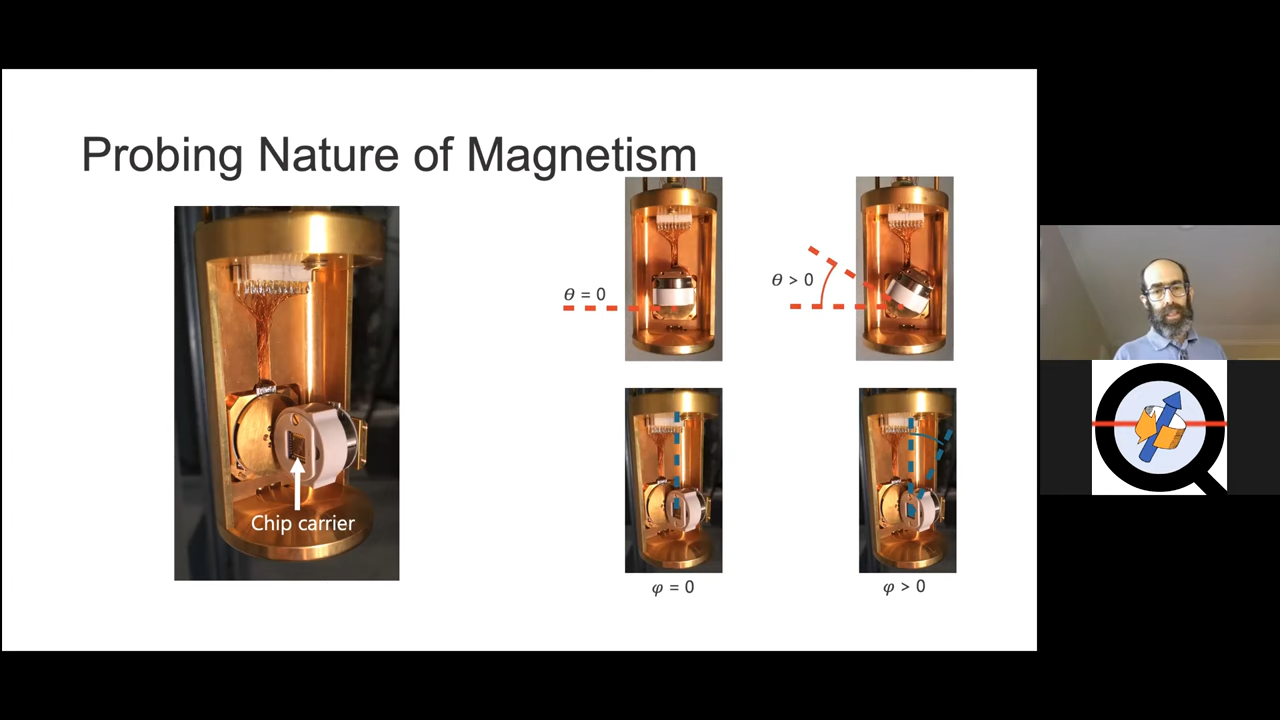 Probing Nature of Magnetism
θ = 0
θ > 0
Chip carrier
φ = 0
φ > 0